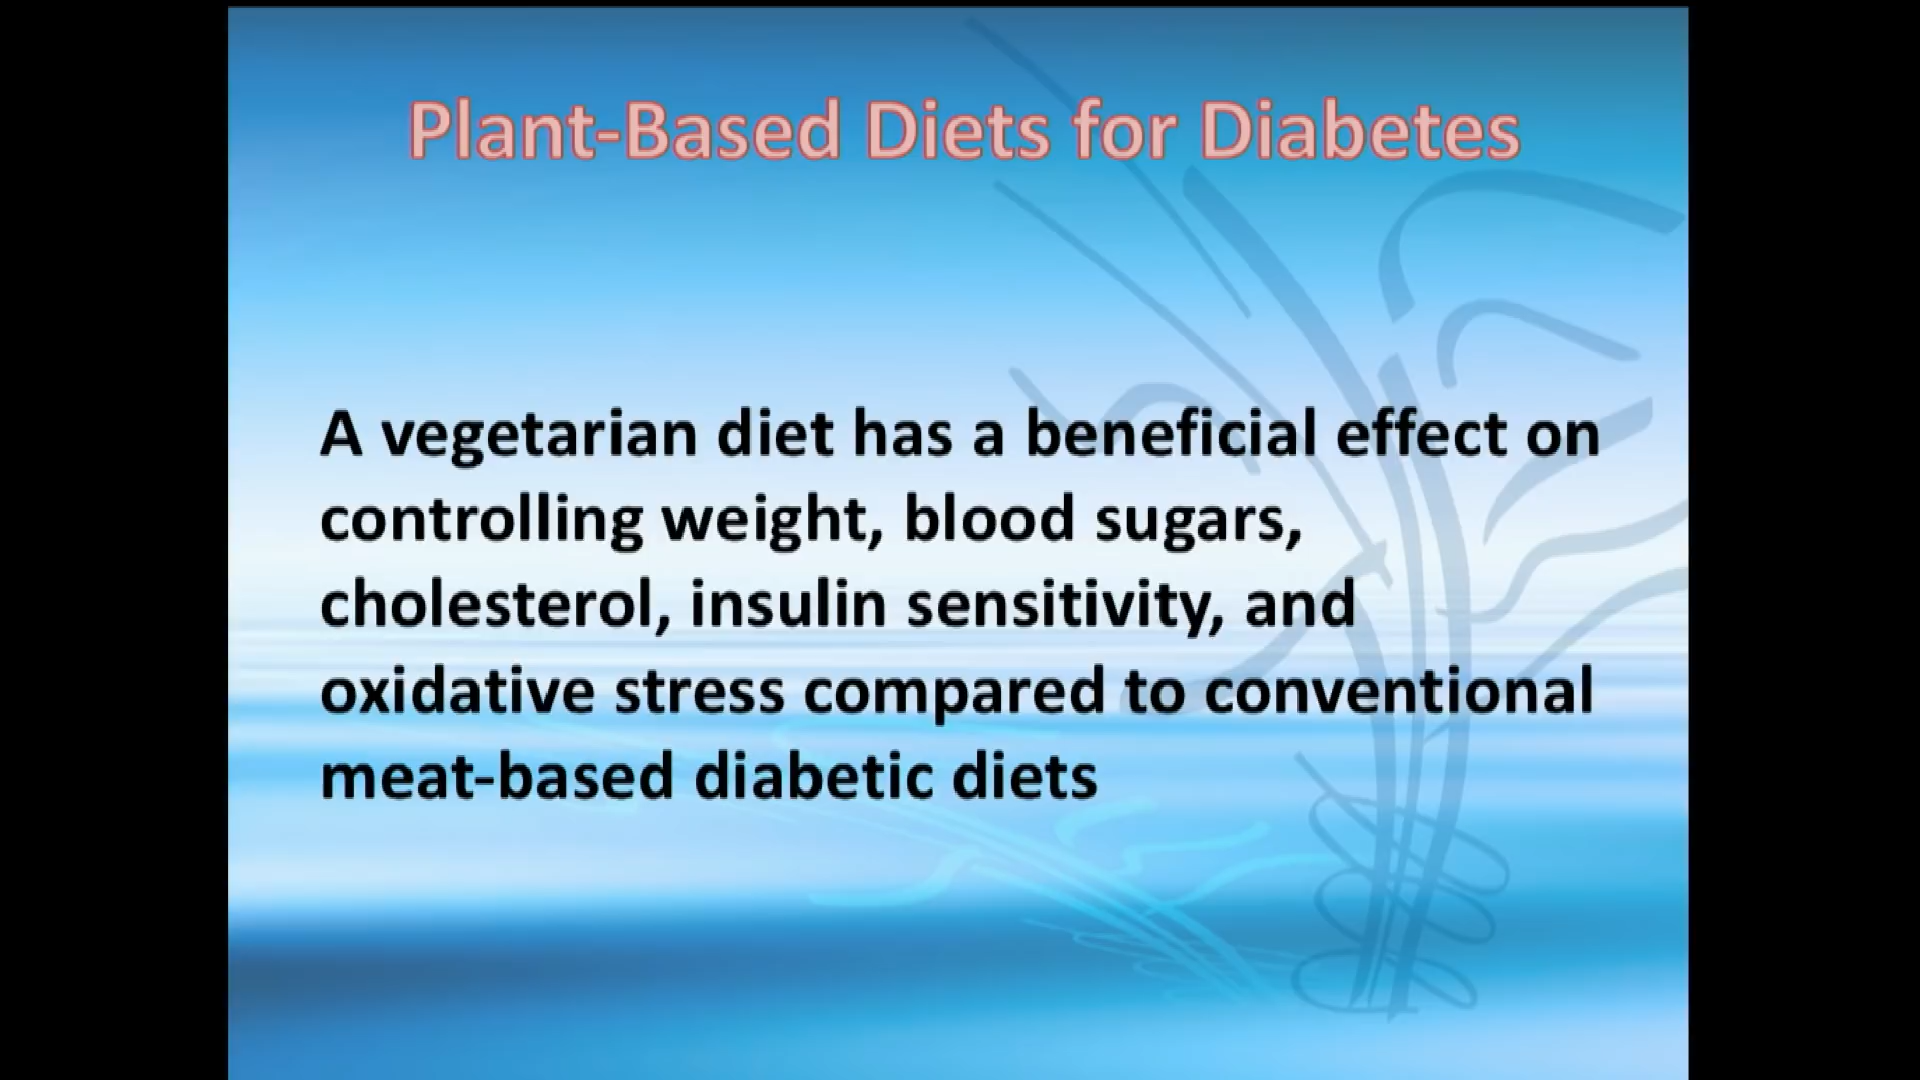 Plant-Based Diets for Diabetes
A vegetarian diet has a beneficial effect on
controlling weight, blood sugars,
cholesterol, insulin sensitivity, and
oxidative stress compared to conventional
meat-based diabetic diets